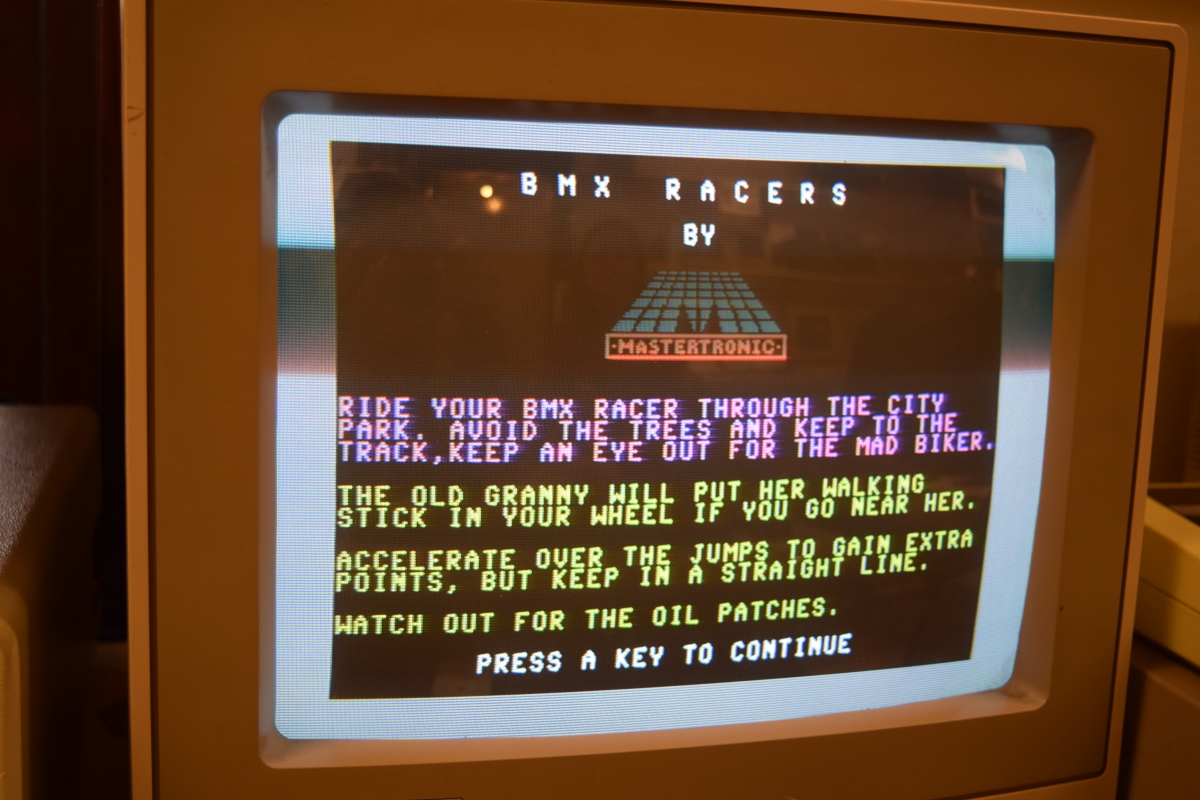 BMX RACERS
BY
·MASTERTRONIC·
RIDE YOUR BMX RACER THROUGH THE CITY
PARK. AVOID THE TREES AND KEEP TO THE
TRACK,KEEP AN EYE OUT FOR THE MAD BIKER.
THE OLD GRANNY WILL PUT HER WALKING
STICK IN YOUR WHEEL IF YOU GO NEAR HER.
ACCELERATE OVER THE JUMPS TO GAIN EXTRA
POINTS, BUT KEEP IN A STRAIGHT LINE.
WATCH OUT FOR THE OIL PATCHES.
PRESS A KEY TO CONTINUE